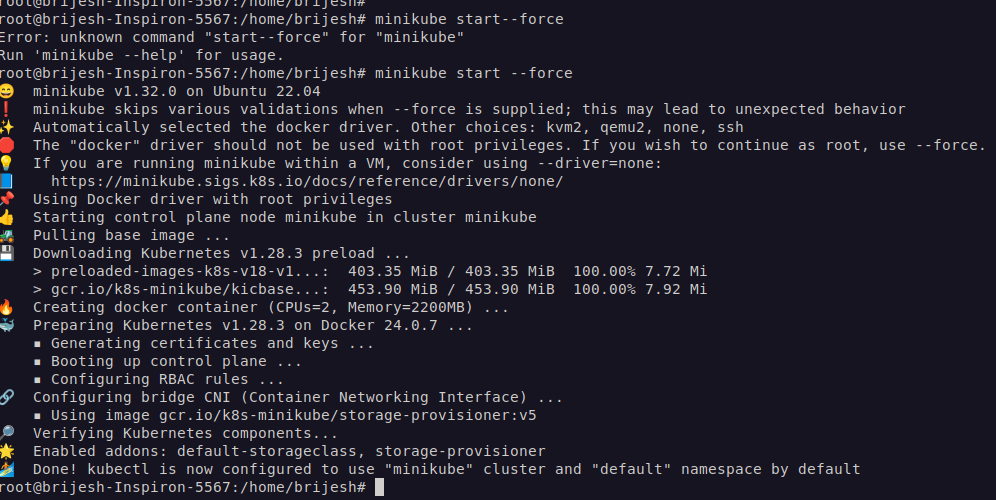 root@brijesh-Inspiron-5567:/home/brijesh#
root@brijesh-Inspiron-5567:/home/brijesh# minikube start--force
Error: unknown command "start--force" for "minikube"
Run 'minikube --help' for usage.
root@brijesh-Inspiron-5567:/home/brijesh# minikube start --force
😄  minikube v1.32.0 on Ubuntu 22.04
❗  minikube skips various validations when --force is supplied; this may lead to unexpected behavior
✨  Automatically selected the docker driver. Other choices: kvm2, qemu2, none, ssh
🛑  The "docker" driver should not be used with root privileges. If you wish to continue as root, use --force.
💡  If you are running minikube within a VM, consider using --driver=none:
📘    https://minikube.sigs.k8s.io/docs/reference/drivers/none/
📌  Using Docker driver with root privileges
👍  Starting control plane node minikube in cluster minikube
🚜  Pulling base image ...
💾  Downloading Kubernetes v1.28.3 preload ...
    > preloaded-images-k8s-v18-v1...:  403.35 MiB / 403.35 MiB  100.00% 7.72 Mi
    > gcr.io/k8s-minikube/kicbase...:  453.90 MiB / 453.90 MiB  100.00% 7.92 Mi
🔥  Creating docker container (CPUs=2, Memory=2200MB) ...
🐳  Preparing Kubernetes v1.28.3 on Docker 24.0.7 ...
    ▪ Generating certificates and keys ...
    ▪ Booting up control plane ...
    ▪ Configuring RBAC rules ...
🔗  Configuring bridge CNI (Container Networking Interface) ...
    ▪ Using image gcr.io/k8s-minikube/storage-provisioner:v5
🔎  Verifying Kubernetes components...
🌟  Enabled addons: default-storageclass, storage-provisioner
🏄  Done! kubectl is now configured to use "minikube" cluster and "default" namespace by default
root@brijesh-Inspiron-5567:/home/brijesh#